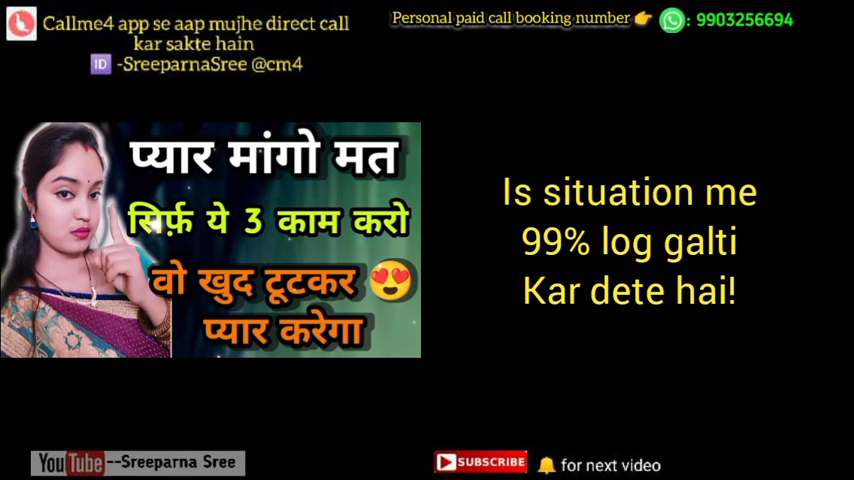 Callme4 app se aap mujhe direct call
kar sakte hain
🆔 -SreeparnaSree @cm4
Personal paid call booking number 👉 : 9903256694
प्यार मांगो मत
सिर्फ़ ये 3 काम करो
वो खुद टूटकर 😍
प्यार करेगा
Is situation me
99% log galti
Kar dete hai!
YouTube --Sreeparna Sree
SUBSCRIBE 🔔 for next video